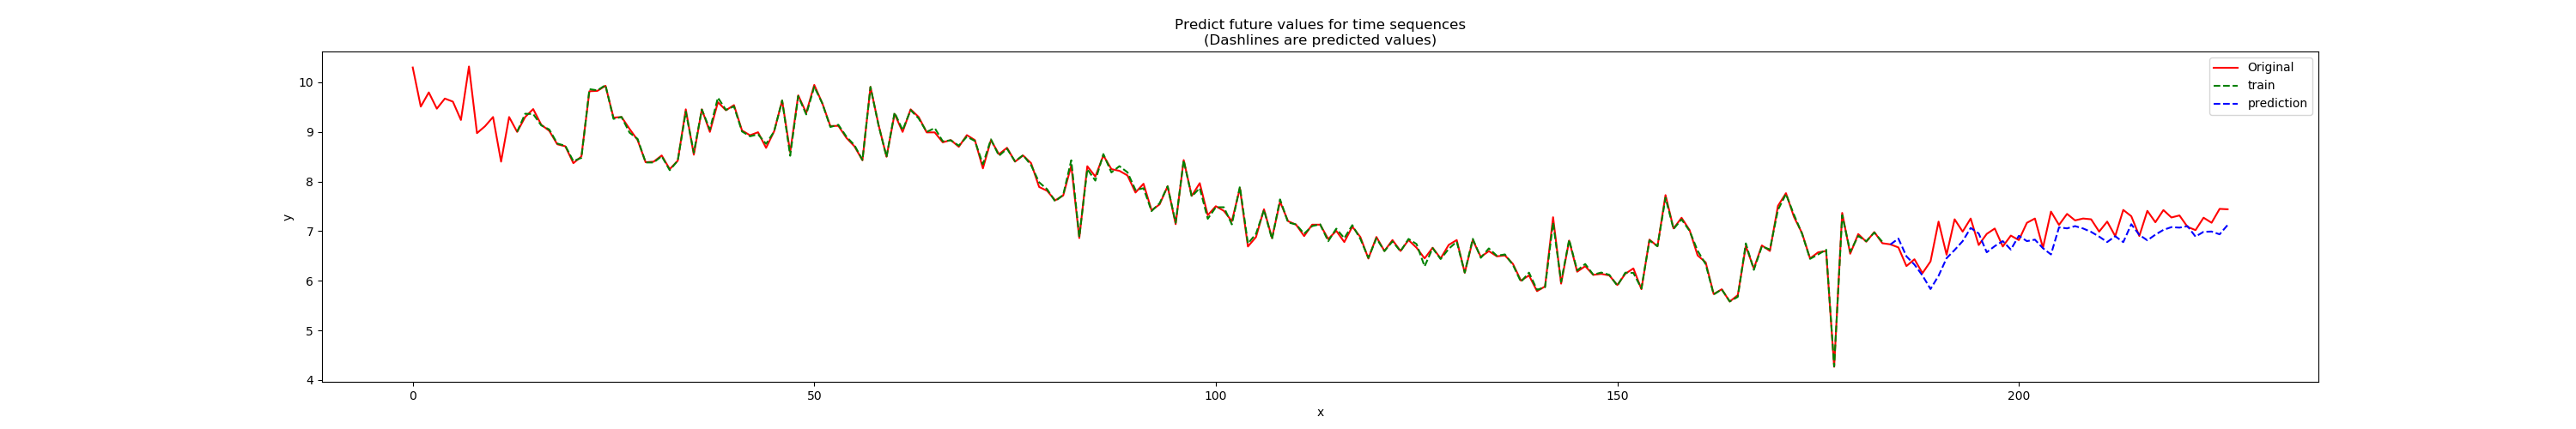 Predict future values for time sequences
(Dashlines are predicted values)
Original
train
prediction
10
9
8
7
6
5
4
y
0
50
100
150
200
x